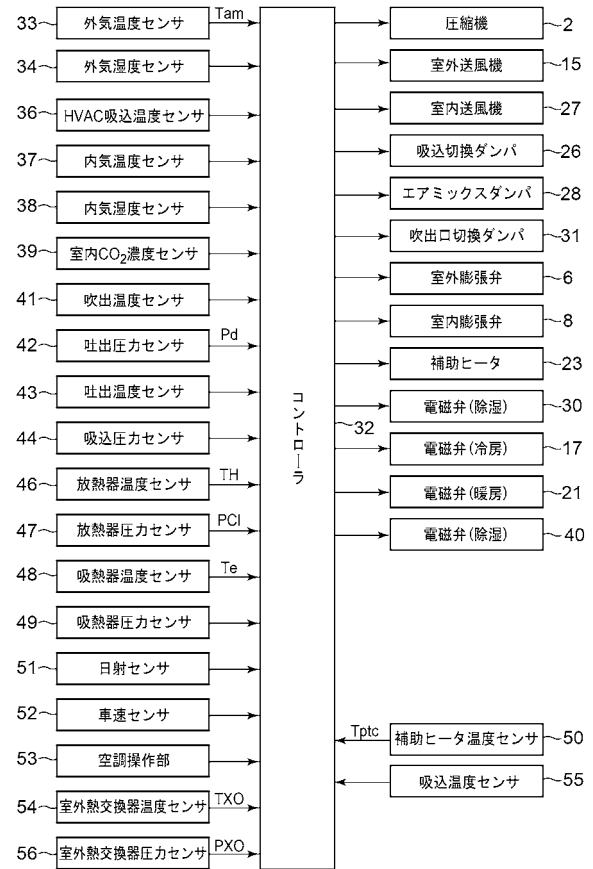 33 外気温度センサ Tam
34 外気湿度センサ
36 HVAC吸込温度センサ
37 内気温度センサ
38 内気湿度センサ
39 室内CO2濃度センサ
41 吹出温度センサ
42 吐出圧力センサ Pd
43 吐出温度センサ
44 吸込圧力センサ
46 放熱器温度センサ TH
47 放熱器圧力センサ PCI
48 吸熱器温度センサ Te
49 吸熱器圧力センサ
51 日射センサ
52 車速センサ
53 空調操作部
54 室外熱交換器温度センサ TXO
56 室外熱交換器圧力センサ PXO
コントローラ
32
圧縮機 2
室外送風機 15
室内送風機 27
吸込切換ダンパ 26
エアミックスダンパ 28
吹出口切換ダンパ 31
室外膨張弁 6
室内膨張弁 8
補助ヒータ 23
電磁弁(除湿) 30
電磁弁(冷房) 17
電磁弁(暖房) 21
電磁弁(除湿) 40
Tptc 補助ヒータ温度センサ 50
吸込温度センサ 55